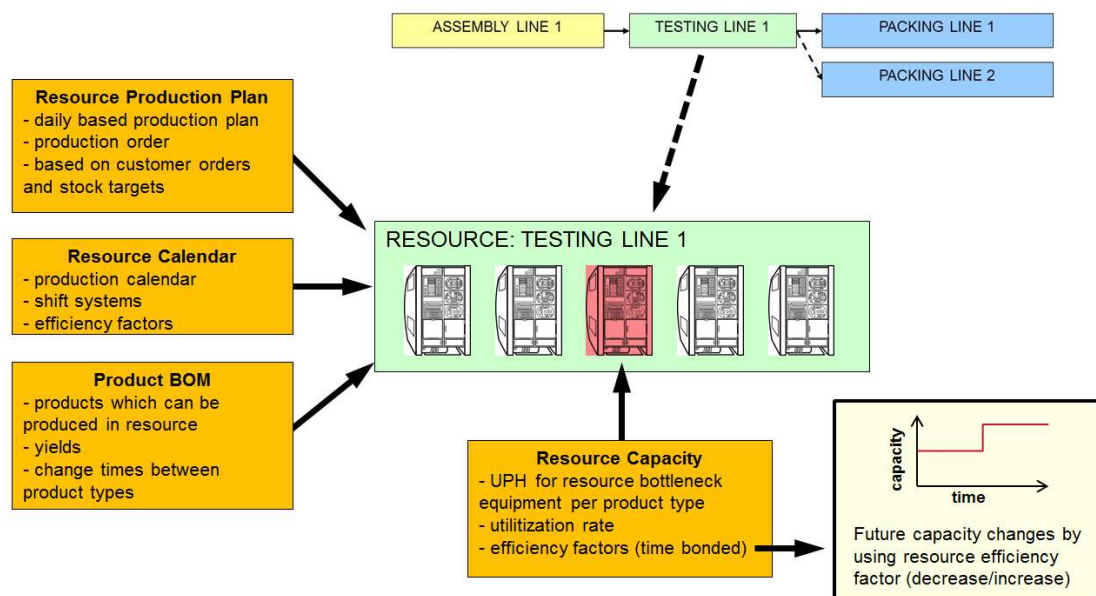 ASSEMBLY LINE 1
TESTING LINE 1
PACKING LINE 1
PACKING LINE 2
Resource Production Plan
- daily based production plan
- production order
- based on customer orders
and stock targets
Resource Calendar
- production calendar
- shift systems
- efficiency factors
Product BOM
- products which can be
produced in resource
- yields
- change times between
product types
RESOURCE: TESTING LINE 1
Resource Capacity
- UPH for resource bottleneck
equipment per product type
- utilitization rate
- efficiency factors (time bonded)
capacity
time
Future capacity changes by
using resource efficiency
factor (decrease/increase)